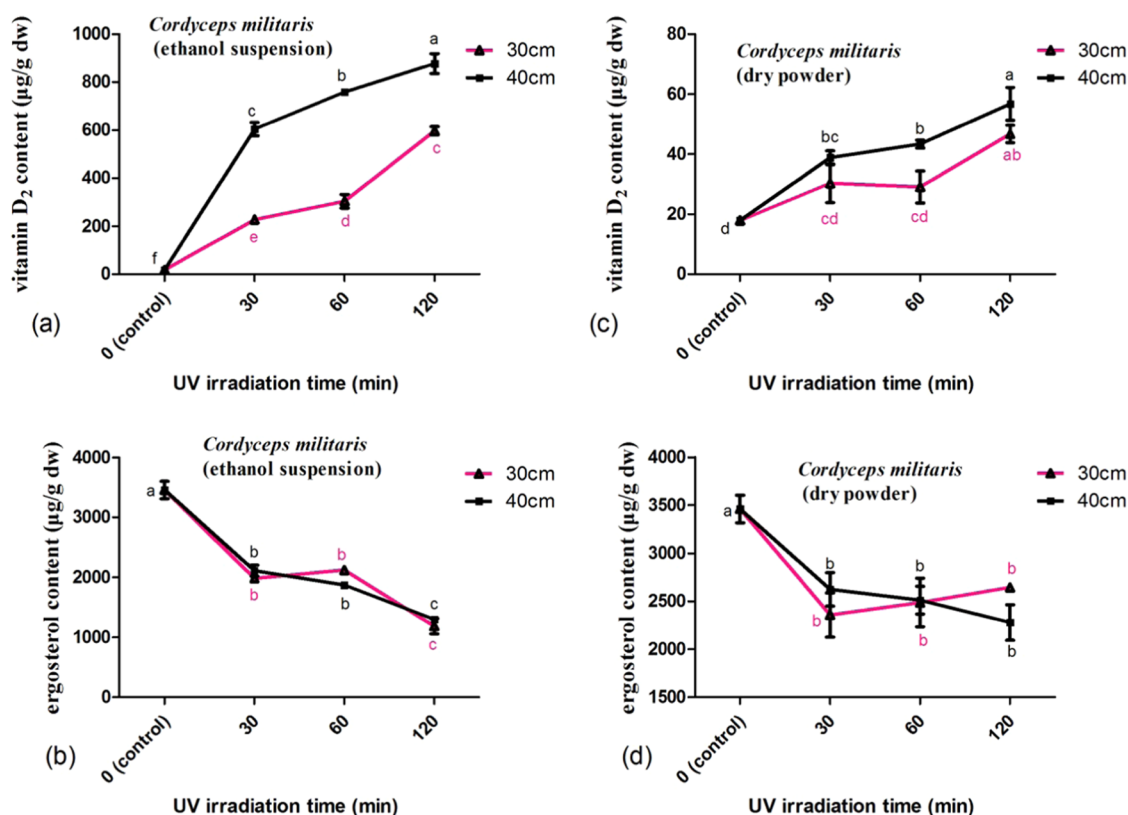 Cordyceps militaris
(ethanol suspension)
30cm
40cm
vitamin D2 content (µg/g dw)
1000
800
600
400
200
0
f
c
b
a
e
d
c
0 (control)
30
60
120
UV irradiation time (min)
(a)
Cordyceps militaris
(dry powder)
30cm
40cm
vitamin D2 content (µg/g dw)
80
60
40
20
0
d
bc
b
a
cd
cd
ab
0 (control)
30
60
120
UV irradiation time (min)
(c)
Cordyceps militaris
(ethanol suspension)
30cm
40cm
ergosterol content (µg/g dw)
4000
3000
2000
1000
0
a
b
b
c
b
b
c
0 (control)
30
60
120
UV irradiation time (min)
(b)
Cordyceps militaris
(dry powder)
30cm
40cm
ergosterol content (µg/g dw)
4000
3500
3000
2500
2000
1500
a
b
b
b
b
b
b
0 (control)
30
60
120
UV irradiation time (min)
(d)